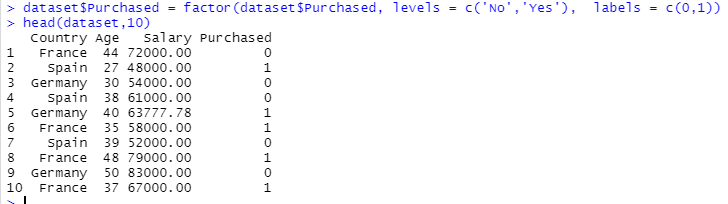 > dataset$Purchased = factor(dataset$Purchased, levels = c('No','Yes'),  labels = c(0,1))
> head(dataset,10)
   Country Age   Salary Purchased
1   France  44 72000.00         0
2    Spain  27 48000.00         1
3  Germany  30 54000.00         0
4    Spain  38 61000.00         0
5  Germany  40 63777.78         1
6   France  35 58000.00         1
7    Spain  39 52000.00         0
8   France  48 79000.00         1
9  Germany  50 83000.00         0
10  France  37 67000.00         1
>